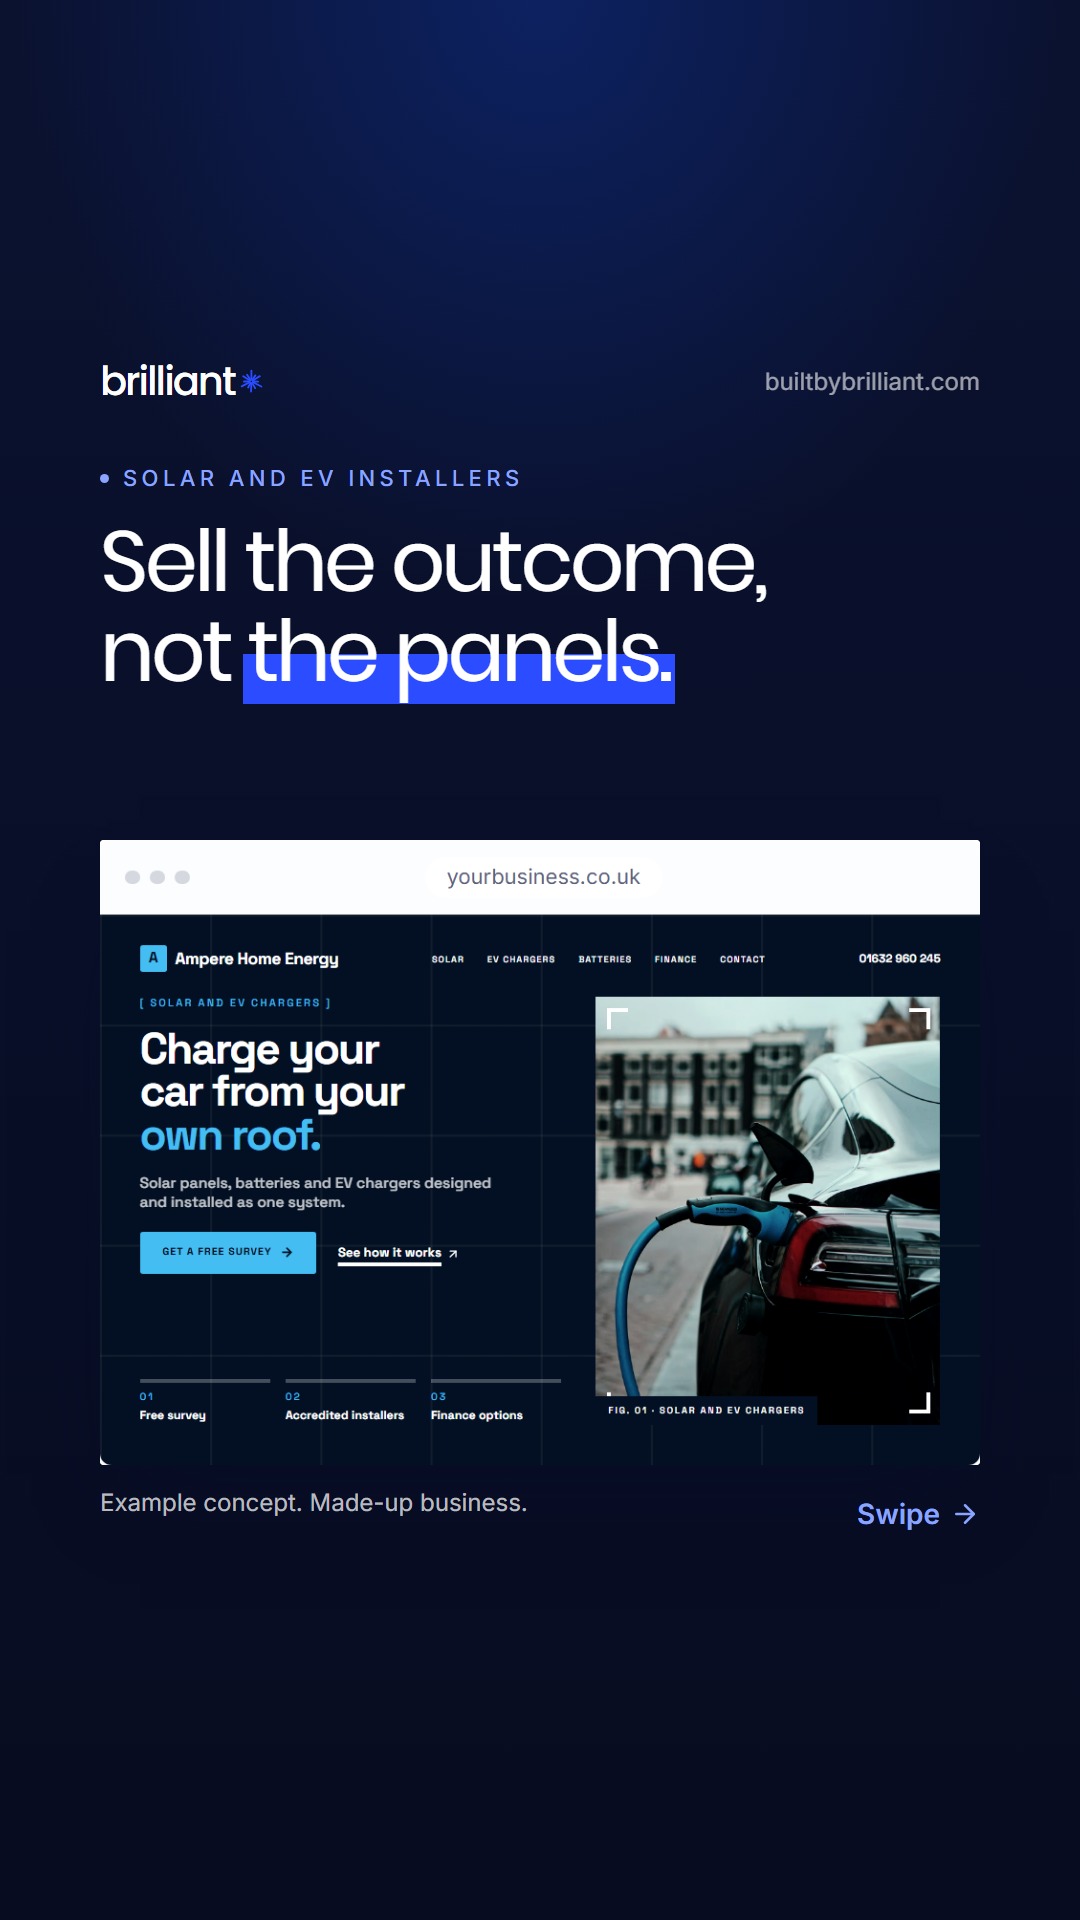 brilliant
builtbybrilliant.com
SOLAR AND EV INSTALLERS
Sell the outcome,
not the panels.
yourbusiness.co.uk
A
Ampere Home Energy
SOLAR
EV CHARGERS
BATTERIES
FINANCE
CONTACT
01632 960 245
[ SOLAR AND EV CHARGERS ]
Charge your
car from your
own roof.
Solar panels, batteries and EV chargers designed
and installed as one system.
GET A FREE SURVEY →
See how it works ↗
01
Free survey
02
Accredited installers
03
Finance options
FIG. 01 · SOLAR AND EV CHARGERS
Example concept. Made-up business.
Swipe →